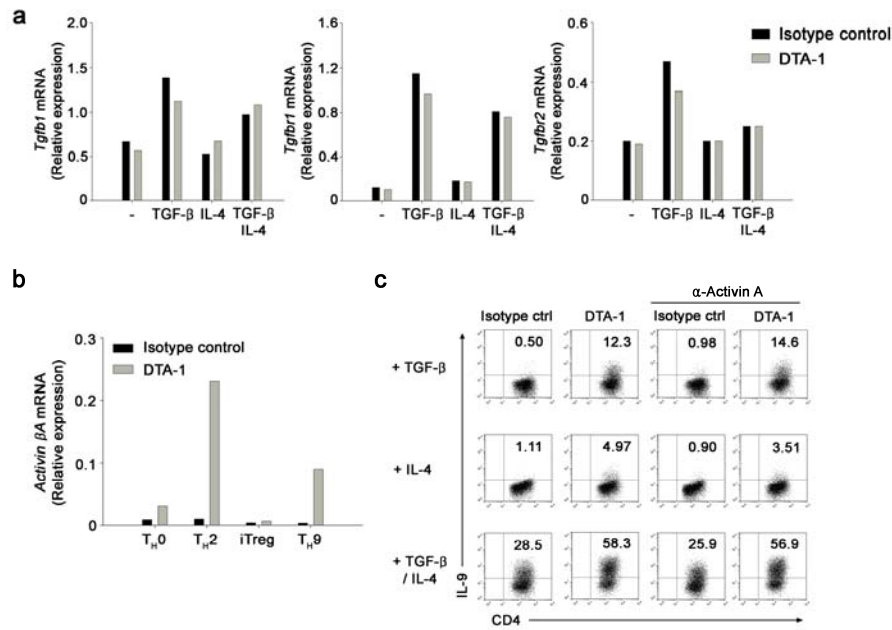 a
Tgfb1 mRNA
(Relative expression)
2.0
1.5
1.0
0.5
0
- TGF-β IL-4 TGF-β
IL-4
Tgfbr1 mRNA
(Relative expression)
1.6
1.2
0.8
0.4
0
- TGF-β IL-4 TGF-β
IL-4
Tgfbr2 mRNA
(Relative expression)
0.6
0.4
0.2
0
- TGF-β IL-4 TGF-β
IL-4
Isotype control
DTA-1
b
Activin βA mRNA
(Relative expression)
0.3
0.2
0.1
0
Isotype control
DTA-1
TH0 TH2 iTreg TH9
c
α-Activin A
Isotype ctrl DTA-1 Isotype ctrl DTA-1
+ TGF-β 0.50 12.3 0.98 14.6
+ IL-4 1.11 4.97 0.90 3.51
+ TGF-β
/ IL-4 28.5 58.3 25.9 56.9
IL-9
CD4